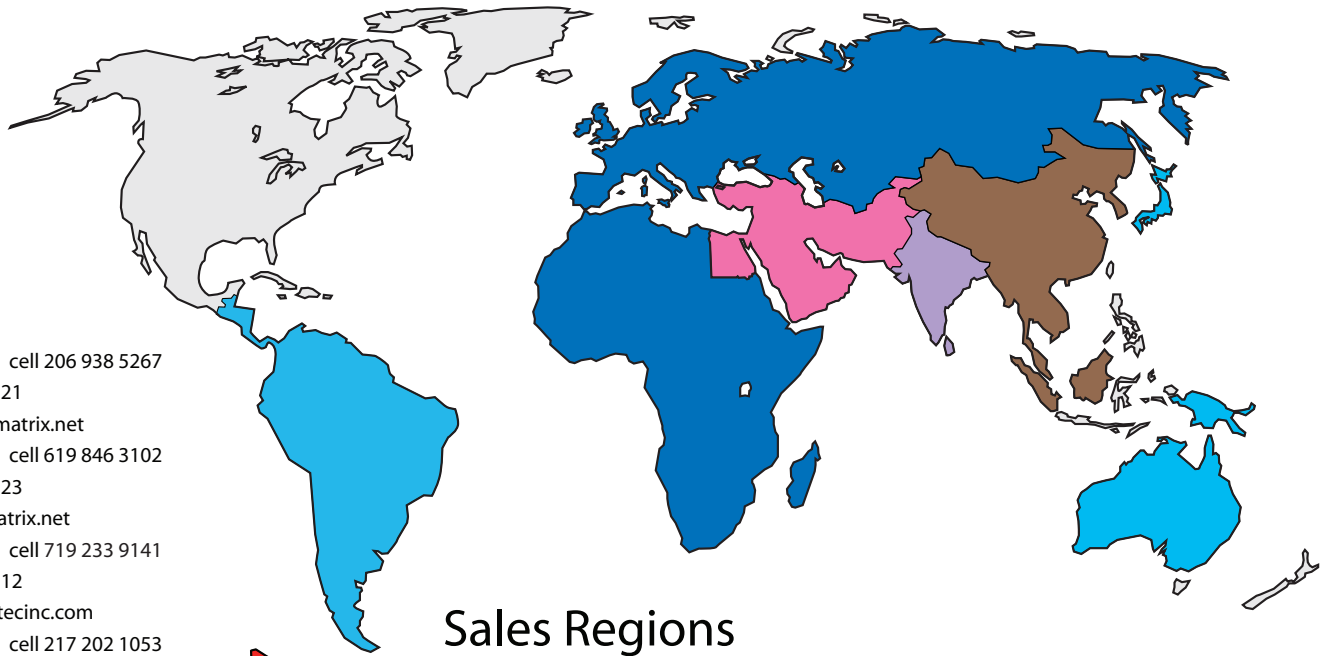 cell 206 938 5267
21
matrix.net
cell 619 846 3102
23
atrix.net
cell 719 233 9141
12
tecinc.com
cell 217 202 1053
Sales Regions